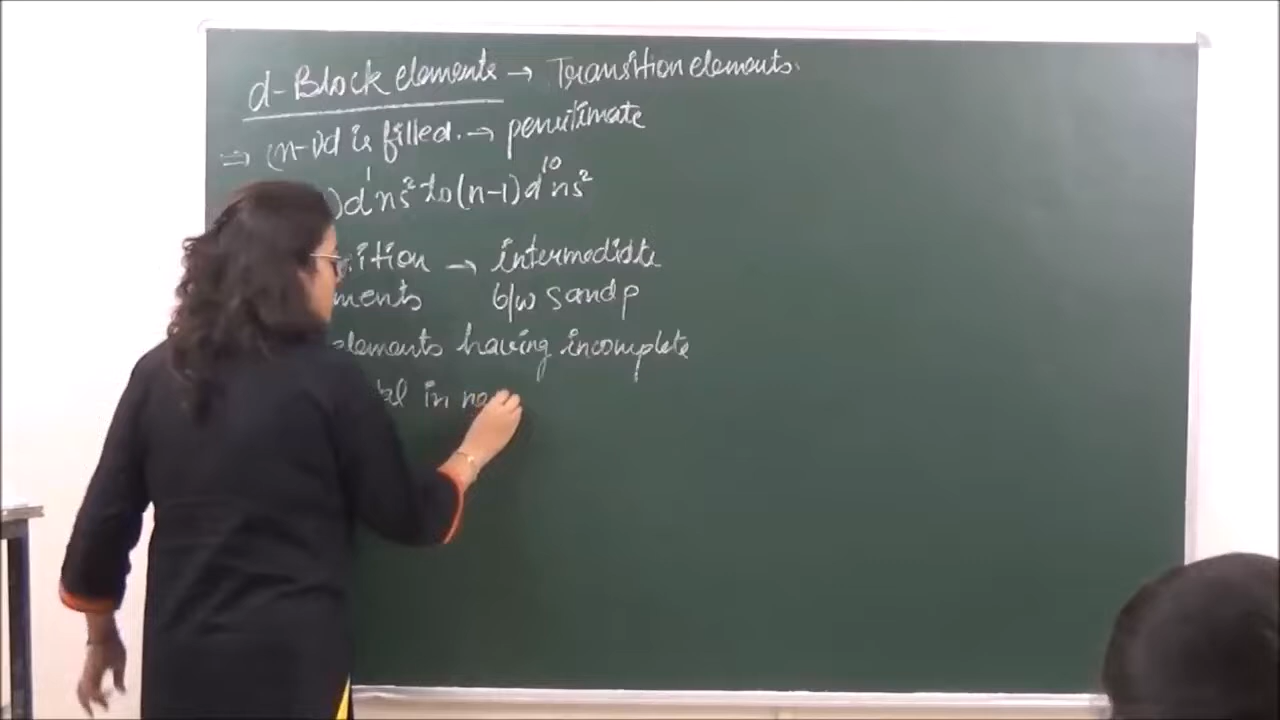 d-Block elements → Transition elements.
⇒ (n-1)d is filled. → penultimate
)d¹ns² to (n-1)d¹⁰ns²
ition → intermediate
ments b/w s and p
elements having incomplete
al in